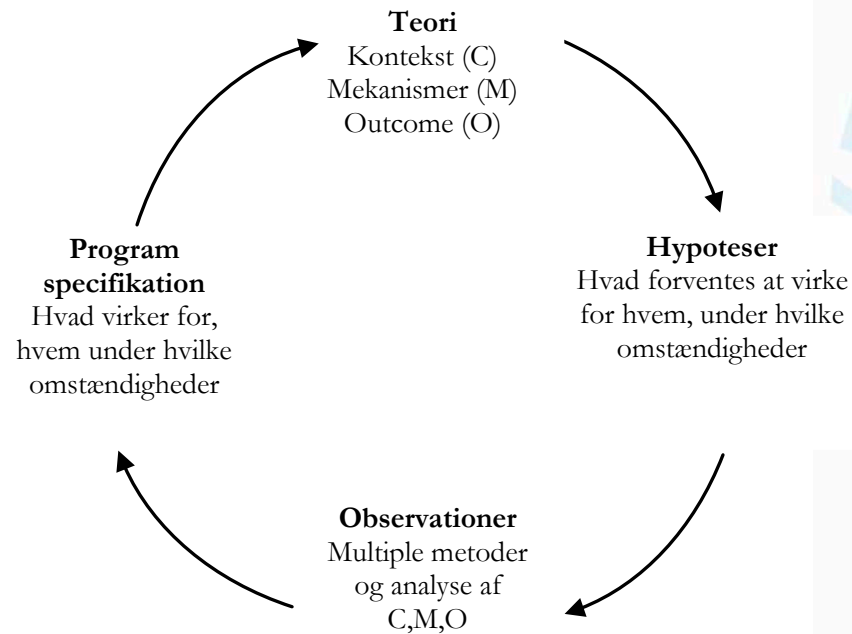 Teori
Kontekst (C)
Mekanismer (M)
Outcome (O)
Hypoteser
Hvad forventes at virke
for hvem, under hvilke
omstændigheder
Observationer
Multiple metoder
og analyse af
C,M,O
Program
specifikation
Hvad virker for,
hvem under hvilke
omstændigheder